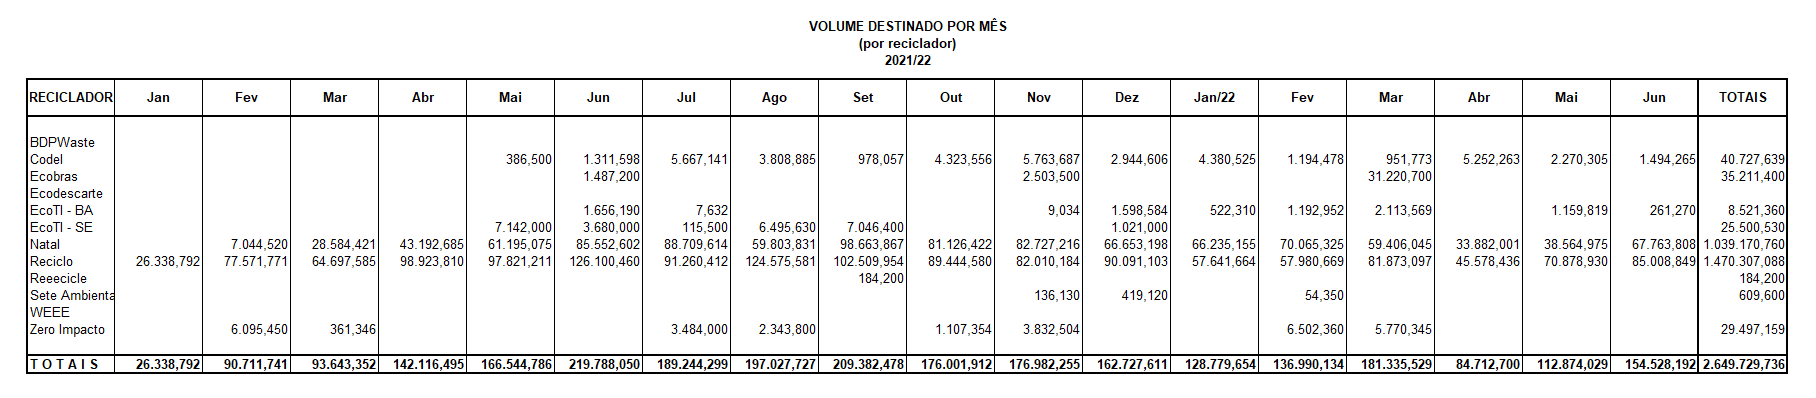 VOLUME DESTINADO POR MÊS
(por reciclador)
2021/22
RECICLADOR Jan Fev Mar Abr Mai Jun Jul Ago Set Out Nov Dez Jan/22 Fev Mar Abr Mai Jun TOTAIS
BDPWaste
Codel 386,500 1.311,598 5.667,141 3.808,885 978,057 4.323,556 5.763,687 2.944,606 4.380,525 1.194,478 951,773 5.252,263 2.270,305 1.494,265 40.727,639
Ecobras 1.487,200 2.503,500 31.220,700 35.211,400
Ecodescarte
EcoTI - BA 1.656,190 7,632 9,034 1.598,584 522,310 1.192,952 2.113,569 1.159,819 261,270 8.521,360
EcoTI - SE 7.142,000 3.680,000 115,500 6.495,630 7.046,400 1.021,000 25.500,530
Natal 7.044,520 28.584,421 43.192,685 61.195,075 85.552,602 88.709,614 59.803,831 98.663,867 81.126,422 82.727,216 66.653,198 66.235,155 70.065,325 59.406,045 33.882,001 38.564,975 67.763,808 1.039.170,760
Reciclo 26.338,792 77.571,771 64.697,585 98.923,810 97.821,211 126.100,460 91.260,412 124.575,581 102.509,954 89.444,580 82.010,184 90.091,103 57.641,664 57.980,669 81.873,097 45.578,436 70.878,930 85.008,849 1.470.307,088
Reeecicle 184,200 184,200
Sete Ambienta 136,130 419,120 54,350 609,600
WEEE
Zero Impacto 6.095,450 361,346 3.484,000 2.343,800 1.107,354 3.832,504 6.502,360 5.770,345 29.497,159
T O T A I S 26.338,792 90.711,741 93.643,352 142.116,495 166.544,786 219.788,050 189.244,299 197.027,727 209.382,478 176.001,912 176.982,255 162.727,611 128.779,654 136.990,134 181.335,529 84.712,700 112.874,029 154.528,192 2.649.729,736